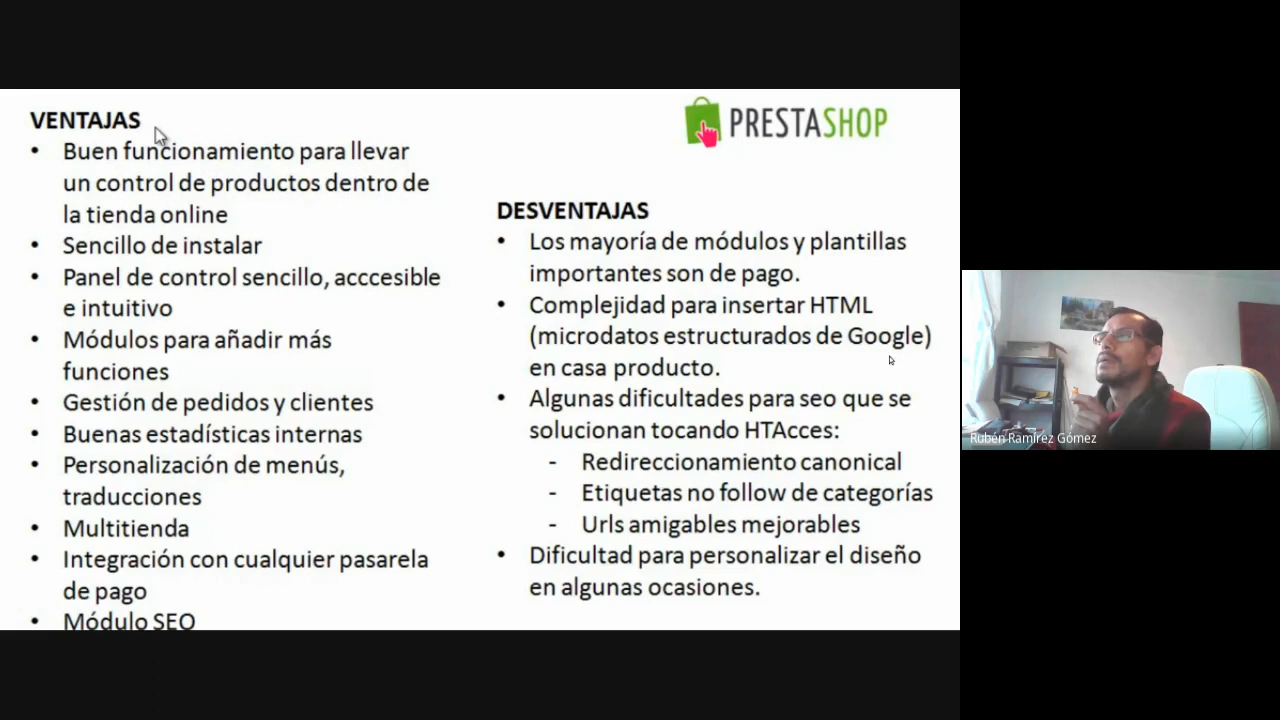 VENTAJAS
• Buen funcionamiento para llevar
un control de productos dentro de
la tienda online
• Sencillo de instalar
• Panel de control sencillo, acccesible
e intuitivo
• Módulos para añadir más
funciones
• Gestión de pedidos y clientes
• Buenas estadísticas internas
• Personalización de menús,
traducciones
• Multitienda
• Integración con cualquier pasarela
de pago
• Módulo SEO
PRESTASHOP
DESVENTAJAS
• Los mayoría de módulos y plantillas
importantes son de pago.
• Complejidad para insertar HTML
(microdatos estructurados de Google)
en casa producto.
• Algunas dificultades para seo que se
solucionan tocando HTAcces:
- Redireccionamiento canonical
- Etiquetas no follow de categorías
- Urls amigables mejorables
• Dificultad para personalizar el diseño
en algunas ocasiones.
Rubén Ramírez Gómez